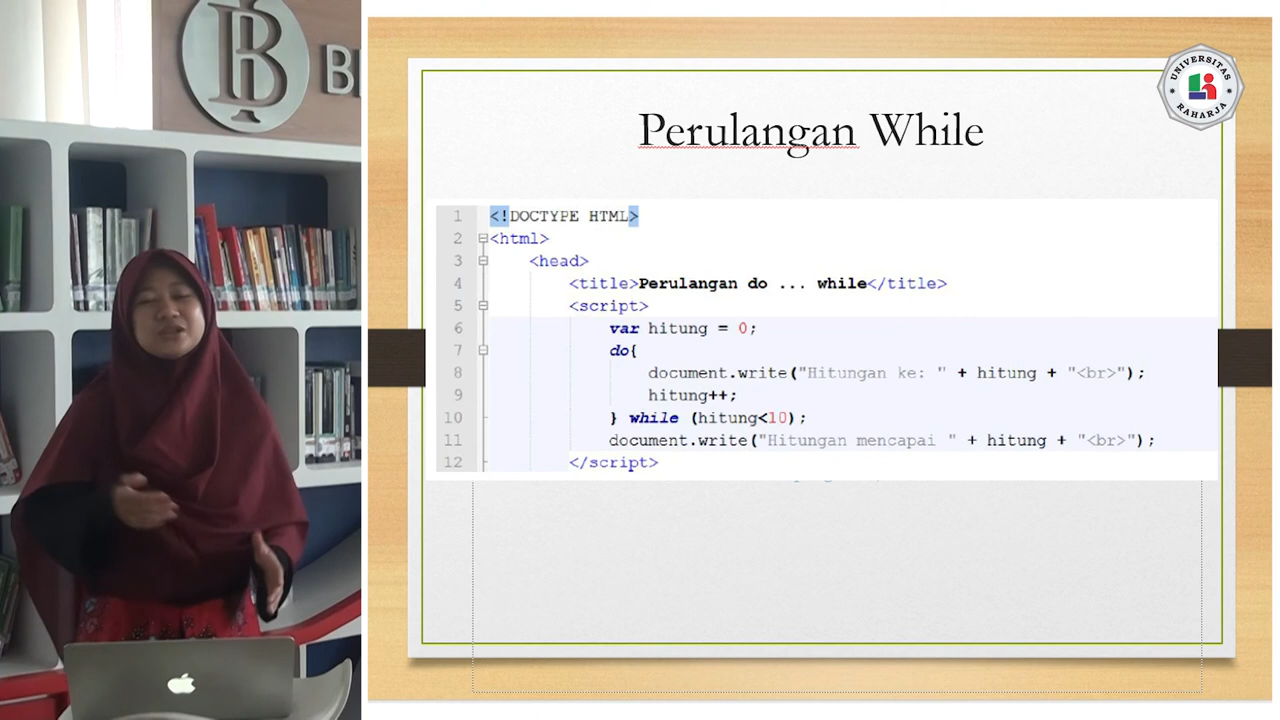 BI
UNIVERSITAS
RAHARJA
Perulangan While
1 <!DOCTYPE HTML>
2 <html>
3 <head>
4 <title>Perulangan do ... while</title>
5 <script>
6 var hitung = 0;
7 do{
8 document.write("Hitungan ke: " + hitung + "<br>");
9 hitung++;
10 } while (hitung<10);
11 document.write("Hitungan mencapai " + hitung + "<br>");
12 </script>